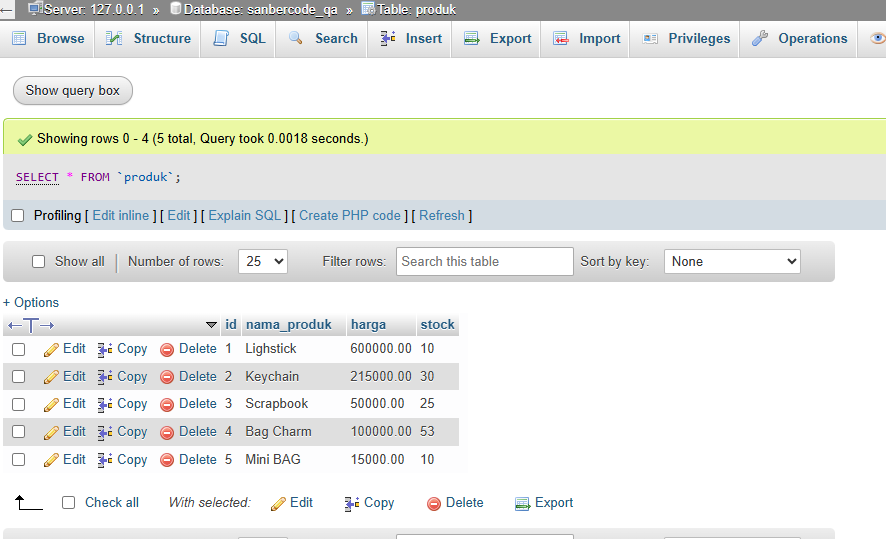 Server: 127.0.0.1 » Database: sanbercode_qa » Table: produk
Browse Structure SQL Search Insert Export Import Privileges Operations
Show query box
Showing rows 0 - 4 (5 total, Query took 0.0018 seconds.)
SELECT * FROM `produk`;
Profiling [ Edit inline ] [ Edit ] [ Explain SQL ] [ Create PHP code ] [ Refresh ]
Show all | Number of rows: 25 Filter rows: Search this table Sort by key: None
+ Options
←T→ id nama_produk harga stock
Edit Copy Delete 1 Lighstick 600000.00 10
Edit Copy Delete 2 Keychain 215000.00 30
Edit Copy Delete 3 Scrapbook 50000.00 25
Edit Copy Delete 4 Bag Charm 100000.00 53
Edit Copy Delete 5 Mini BAG 15000.00 10
Check all With selected: Edit Copy Delete Export